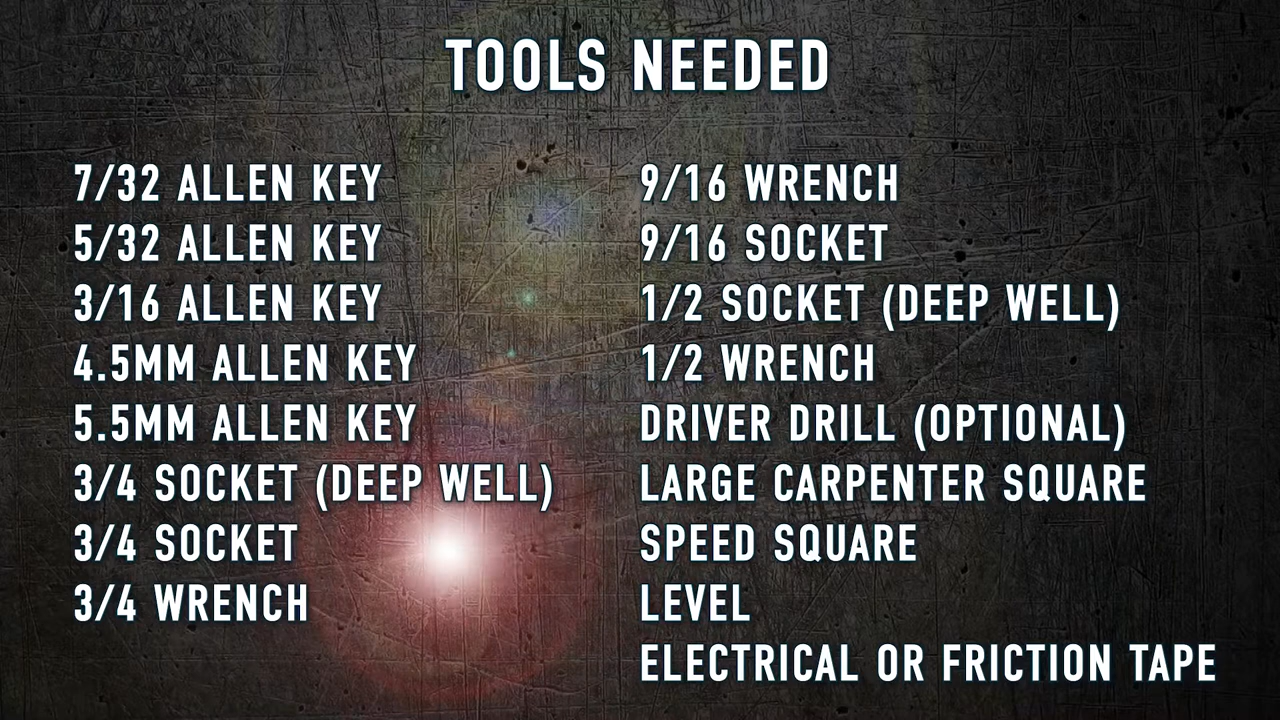 TOOLS NEEDED
7/32 ALLEN KEY
5/32 ALLEN KEY
3/16 ALLEN KEY
4.5MM ALLEN KEY
5.5MM ALLEN KEY
3/4 SOCKET (DEEP WELL)
3/4 SOCKET
3/4 WRENCH
9/16 WRENCH
9/16 SOCKET
1/2 SOCKET (DEEP WELL)
1/2 WRENCH
DRIVER DRILL (OPTIONAL)
LARGE CARPENTER SQUARE
SPEED SQUARE
LEVEL
ELECTRICAL OR FRICTION TAPE